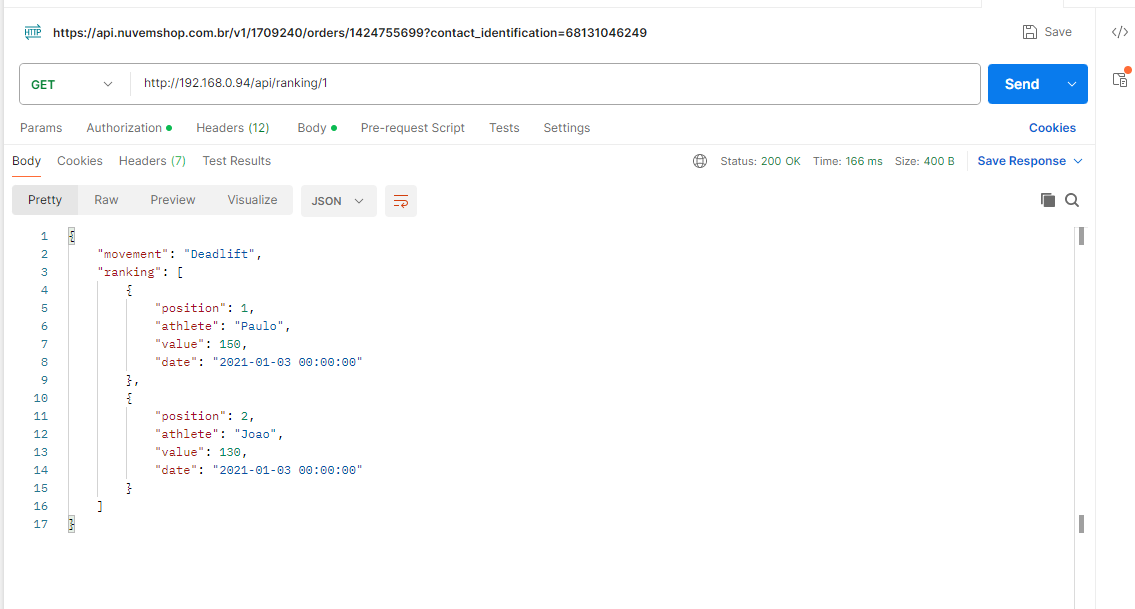 HTTP https://api.nuvemshop.com.br/v1/1709240/orders/1424755699?contact_identification=68131046249 Save </>
GET http://192.168.0.94/api/ranking/1 Send
Params Authorization Headers (12) Body Pre-request Script Tests Settings Cookies
Body Cookies Headers (7) Test Results Status: 200 OK Time: 166 ms Size: 400 B Save Response
Pretty Raw Preview Visualize JSON
1 {
2 "movement": "Deadlift",
3 "ranking": [
4 {
5 "position": 1,
6 "athlete": "Paulo",
7 "value": 150,
8 "date": "2021-01-03 00:00:00"
9 },
10 {
11 "position": 2,
12 "athlete": "Joao",
13 "value": 130,
14 "date": "2021-01-03 00:00:00"
15 }
16 ]
17 }